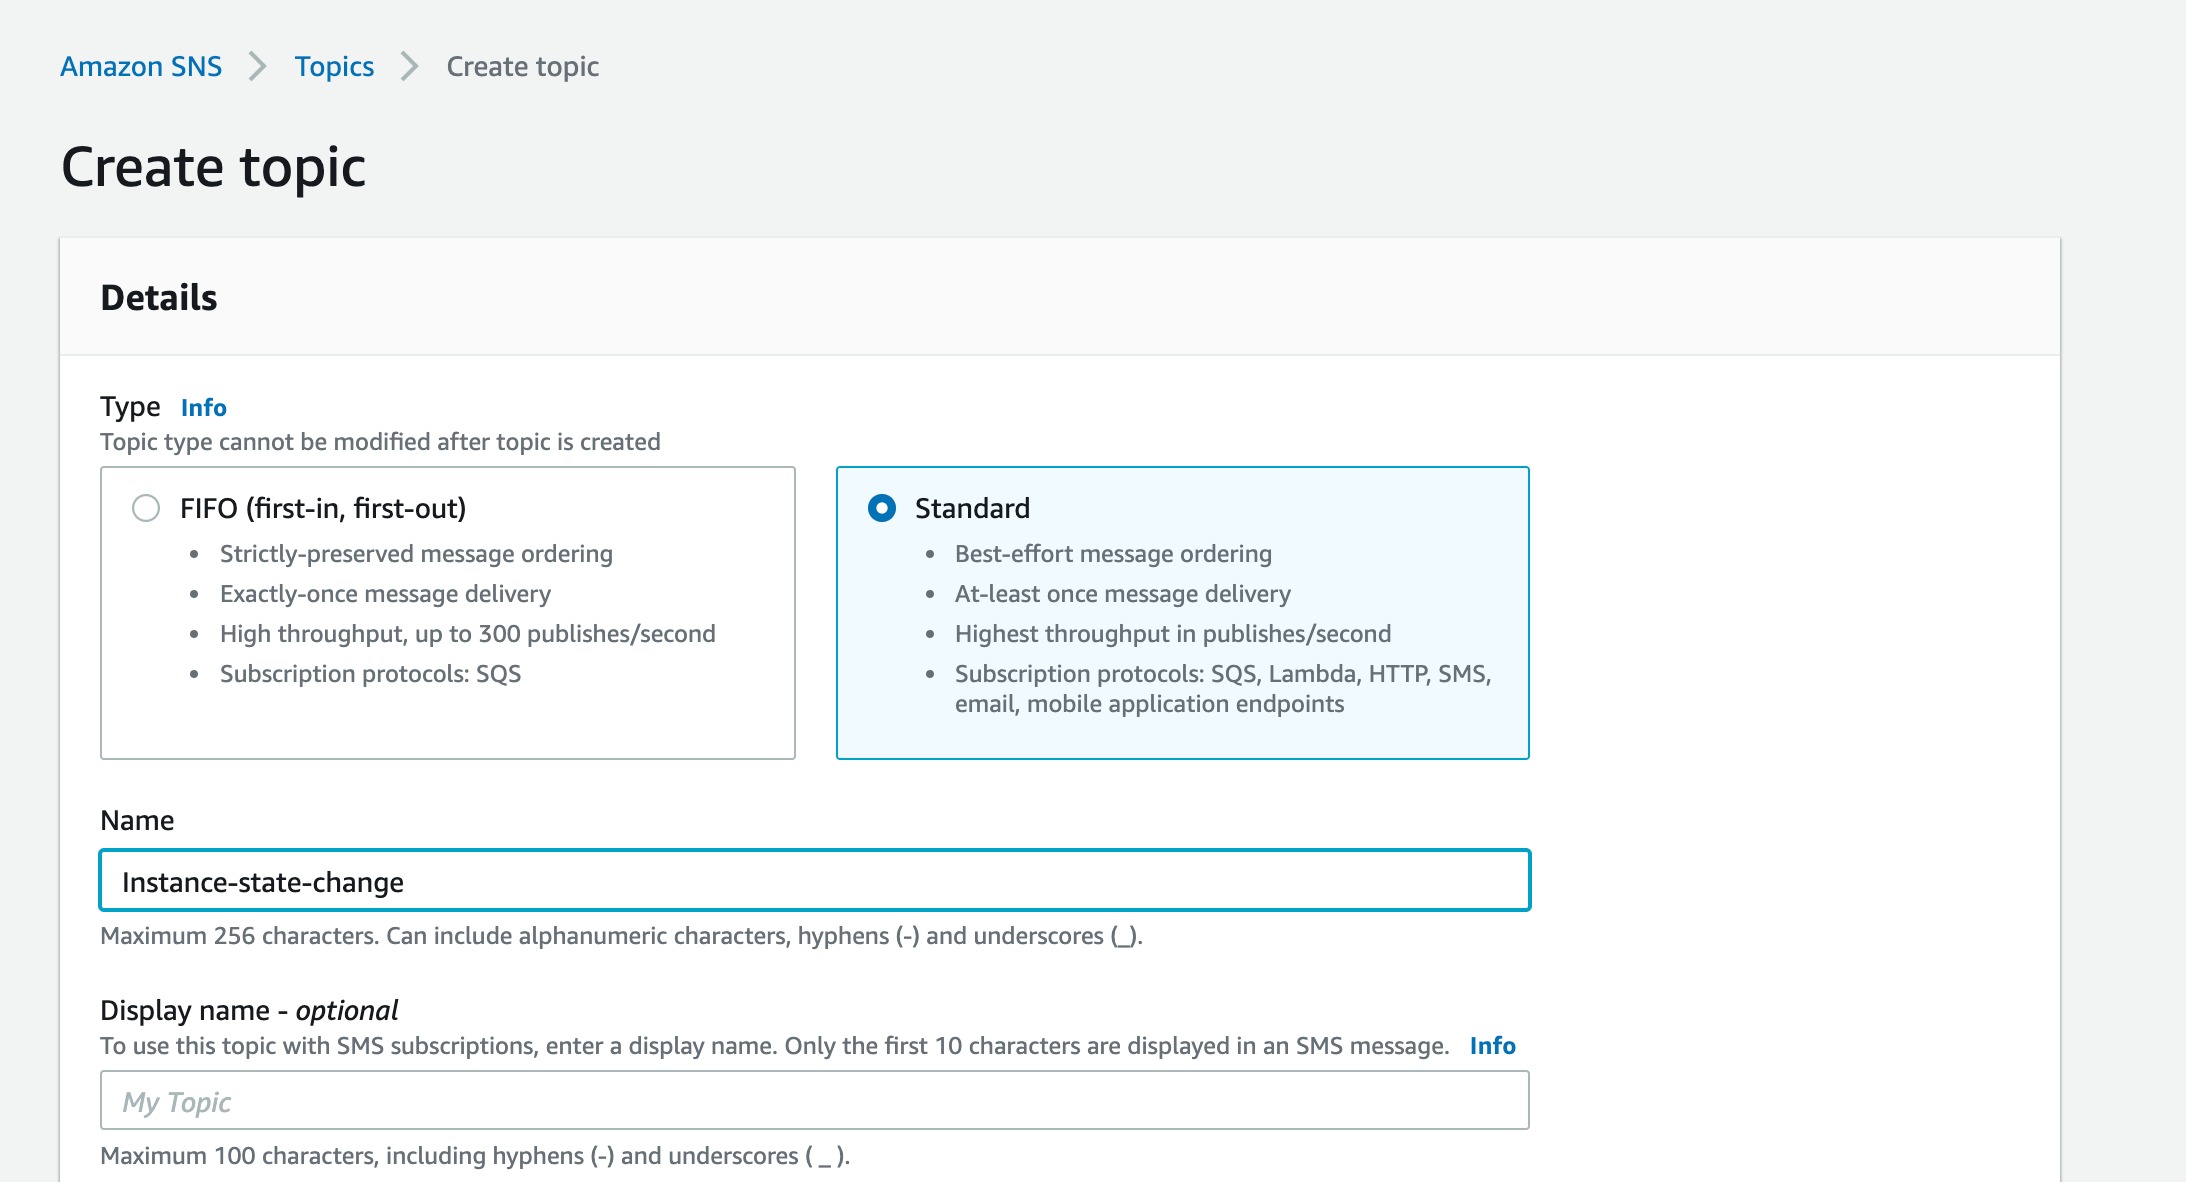 Amazon SNS > Topics > Create topic
Create topic
Details
Type Info
Topic type cannot be modified after topic is created
FIFO (first-in, first-out)
• Strictly-preserved message ordering
• Exactly-once message delivery
• High throughput, up to 300 publishes/second
• Subscription protocols: SQS
Standard
• Best-effort message ordering
• At-least once message delivery
• Highest throughput in publishes/second
• Subscription protocols: SQS, Lambda, HTTP, SMS,
email, mobile application endpoints
Name
Instance-state-change
Maximum 256 characters. Can include alphanumeric characters, hyphens (-) and underscores (_).
Display name - optional
To use this topic with SMS subscriptions, enter a display name. Only the first 10 characters are displayed in an SMS message. Info
My Topic
Maximum 100 characters, including hyphens (-) and underscores ( _ ).